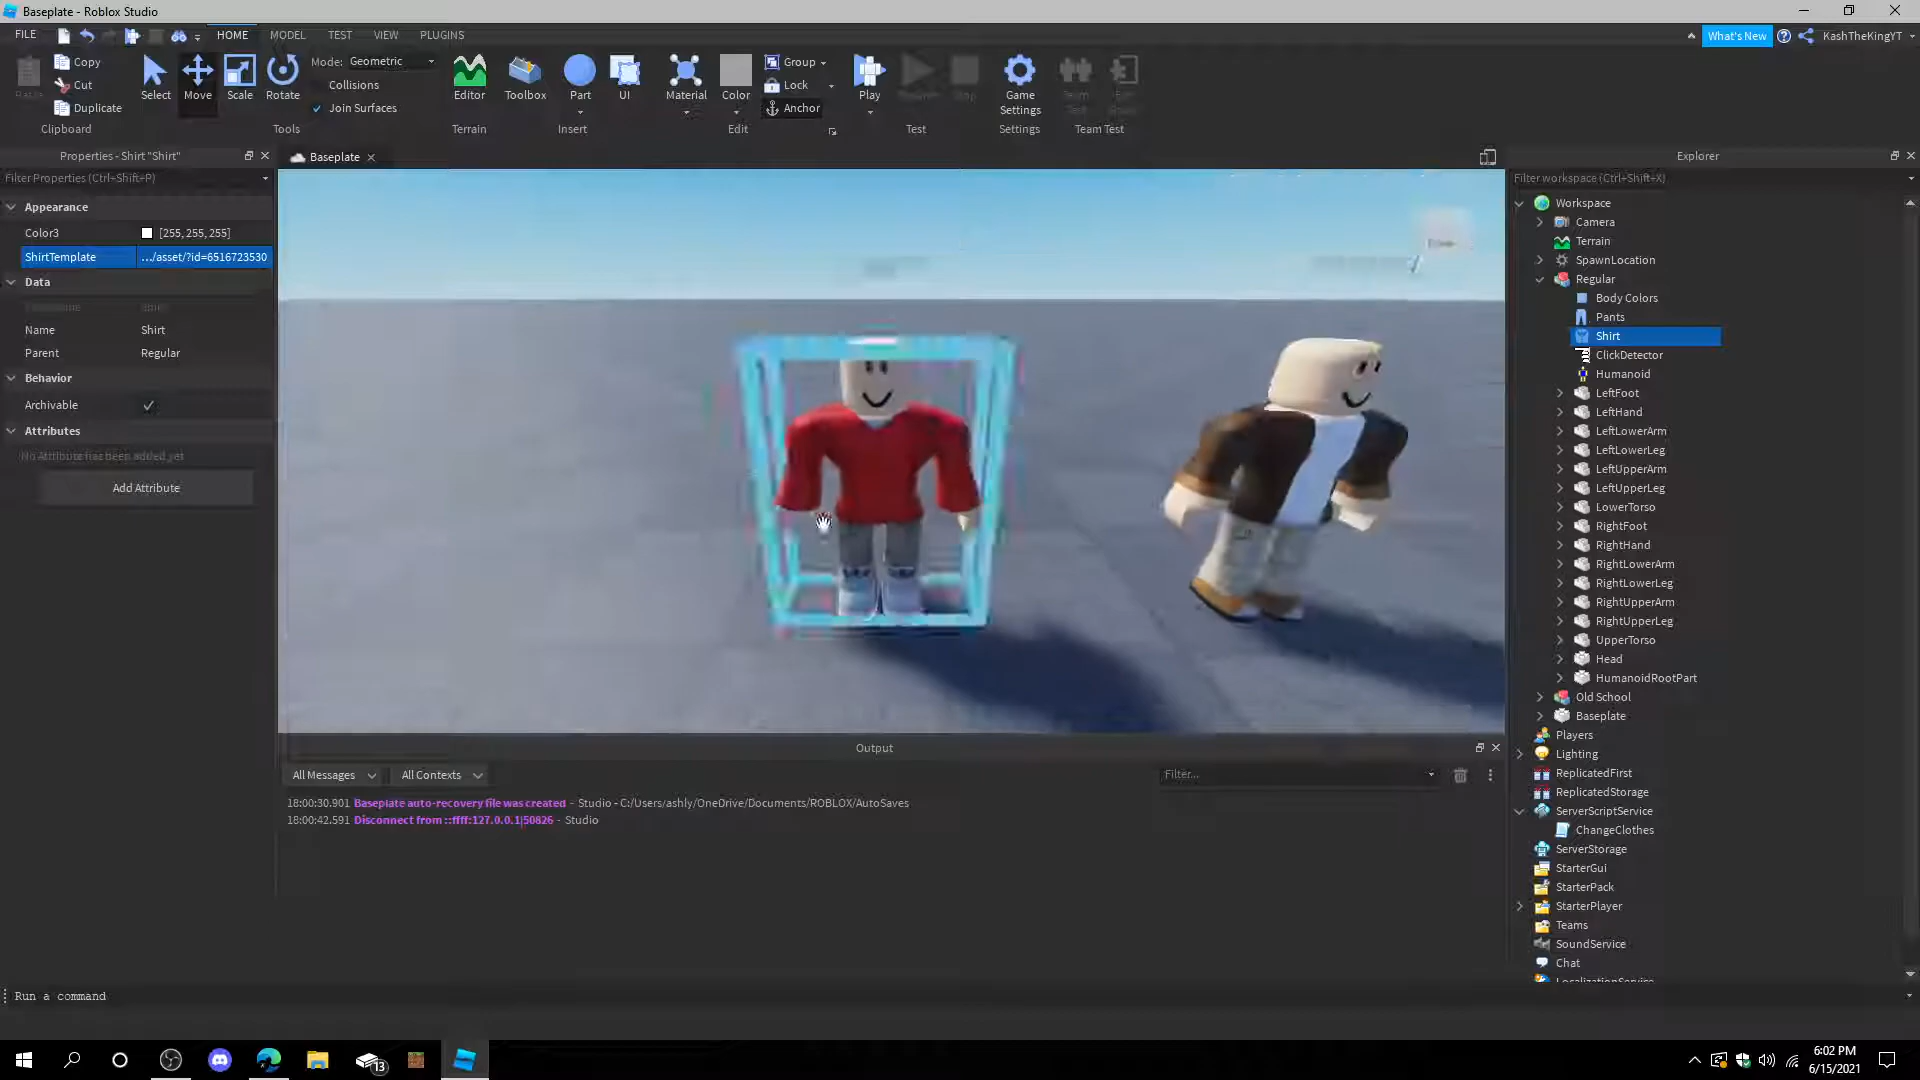 Baseplate - Roblox Studio
FILE
HOME
MODEL
TEST
VIEW
PLUGINS
What's New
KashTheKingYT
Copy
Cut
Duplicate
Clipboard
Select
Move
Scale
Rotate
Mode: Geometric
Collisions
Join Surfaces
Tools
Editor
Terrain
Toolbox
Part
UI
Insert
Material
Color
Group
Lock
Anchor
Edit
Play
Test
Game
Settings
Settings
Team Test
Properties - Shirt "Shirt"
Filter Properties (Ctrl+Shift+P)
Appearance
Color3 [255, 255, 255]
ShirtTemplate .../asset/?id=6516723530
Data
Name Shirt
Parent Regular
Behavior
Archivable
Attributes
No Attribute has been added yet
Add Attribute
Baseplate
Output
All Messages
All Contexts
Filter...
18:00:30.901 Baseplate auto-recovery file was created - Studio - C:/Users/ashly/OneDrive/Documents/ROBLOX/AutoSaves
18:00:42.591 Disconnect from ::ffff:127.0.0.1|50826 - Studio
Explorer
Filter workspace (Ctrl+Shift+X)
Workspace
Camera
Terrain
SpawnLocation
Regular
Body Colors
Pants
Shirt
ClickDetector
Humanoid
LeftFoot
LeftHand
LeftLowerArm
LeftLowerLeg
LeftUpperArm
LeftUpperLeg
LowerTorso
RightFoot
RightHand
RightLowerArm
RightLowerLeg
RightUpperArm
RightUpperLeg
UpperTorso
Head
HumanoidRootPart
Old School
Baseplate
Players
Lighting
ReplicatedFirst
ReplicatedStorage
ServerScriptService
ChangeClothes
ServerStorage
StarterGui
StarterPack
StarterPlayer
Teams
SoundService
Chat
LocalizationService
Run a command
13
6:02 PM
6/15/2021